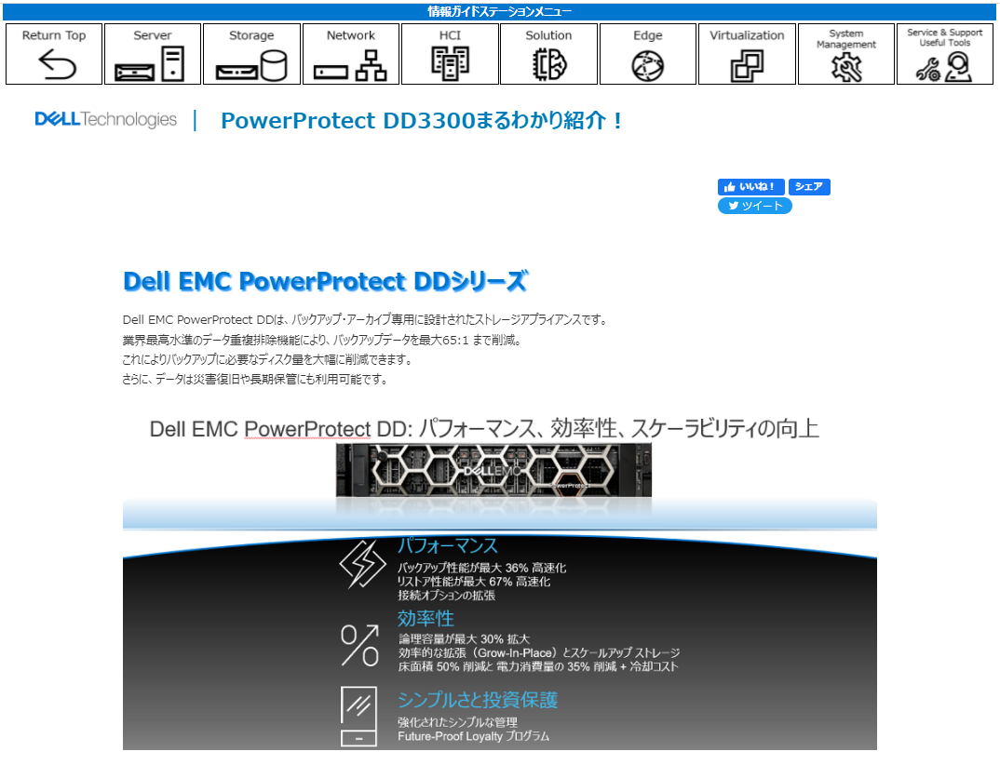 情報ガイドステーションメニュー
Return Top
Server
Storage
Network
HCI
Solution
Edge
Virtualization
System
Management
Service & Support
Useful Tools
DELLTechnologies | PowerProtect DD3300まるわかり紹介！
いいね！ シェア
ツイート
Dell EMC PowerProtect DDシリーズ
Dell EMC PowerProtect DDは、バックアップ・アーカイブ専用に設計されたストレージアプライアンスです。
業界最高水準のデータ重複排除機能により、バックアップデータを最大65:1 まで削減。
これによりバックアップに必要なディスク量を大幅に削減できます。
さらに、データは災害復旧や長期保管にも利用可能です。
Dell EMC PowerProtect DD: パフォーマンス、効率性、スケーラビリティの向上
DELLEMC
PowerProtect
パフォーマンス
バックアップ性能が最大 36% 高速化
リストア性能が最大 67% 高速化
接続オプションの拡張
効率性
論理容量が最大 30% 拡大
効率的な拡張（Grow-In-Place）とスケールアップ ストレージ
床面積 50% 削減と 電力消費量の 35% 削減 + 冷却コスト
シンプルさと投資保護
強化されたシンプルな管理
Future-Proof Loyalty プログラム